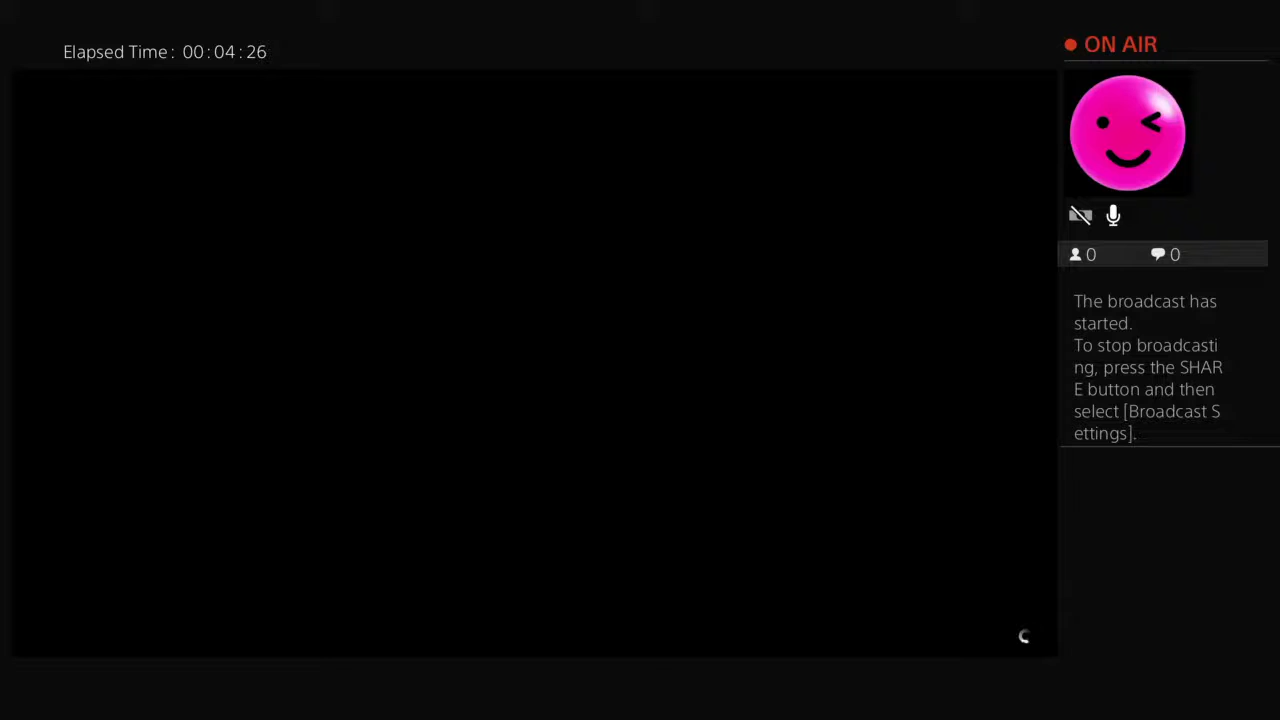 Elapsed Time: 00:04:26
ON AIR
0 0
The broadcast has
started.
To stop broadcasti
ng, press the SHAR
E button and then
select [Broadcast S
ettings].